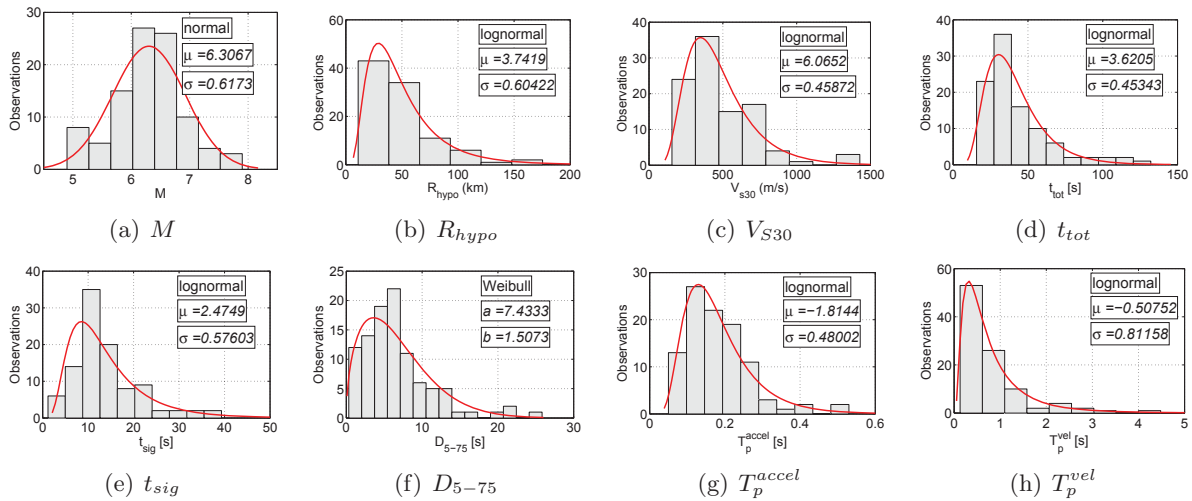 30
20
10
0
Observations
5 6 7 8
M
normal
μ =6.3067
σ =0.6173
(a) M
60
40
20
0
Observations
0 50 100 150 200
R_hypo (km)
lognormal
μ =3.7419
σ =0.60422
(b) R_hypo
40
30
20
10
0
Observations
0 500 1000 1500
V_s30 (m/s)
lognormal
μ =6.0652
σ =0.45872
(c) V_S30
40
30
20
10
0
Observations
0 50 100 150
t_tot [s]
lognormal
μ =3.6205
σ =0.45343
(d) t_tot
40
30
20
10
0
Observations
0 10 20 30 40 50
t_sig [s]
lognormal
μ =2.4749
σ =0.57603
(e) t_sig
25
20
15
10
5
0
Observations
0 10 20 30
D_5−75 [s]
Weibull
a =7.4333
b =1.5073
(f) D_5−75
40
30
20
10
0
Observations
0 0.2 0.4 0.6
T_p^accel [s]
lognormal
μ =−1.8144
σ =0.48002
(g) T_p^accel
60
40
20
0
Observations
0 1 2 3 4 5
T_p^vel [s]
lognormal
μ =−0.50752
σ =0.81158
(h) T_p^vel